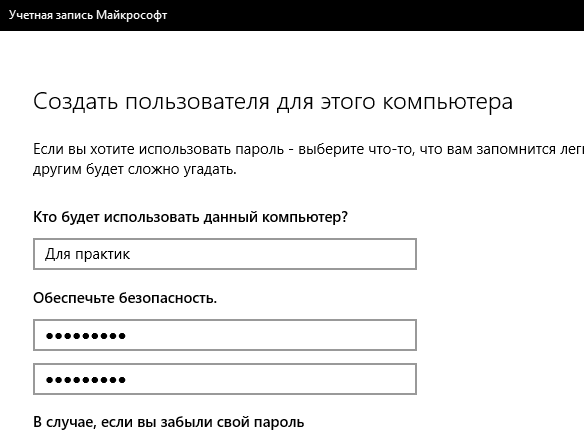 Учетная запись Майкрософт
Создать пользователя для этого компьютера
Если вы хотите использовать пароль - выберите что-то, что вам запомнится лег
другим будет сложно угадать.
Кто будет использовать данный компьютер?
Для практик
Обеспечьте безопасность.
●●●●●●●●●
●●●●●●●●●
В случае, если вы забыли свой пароль